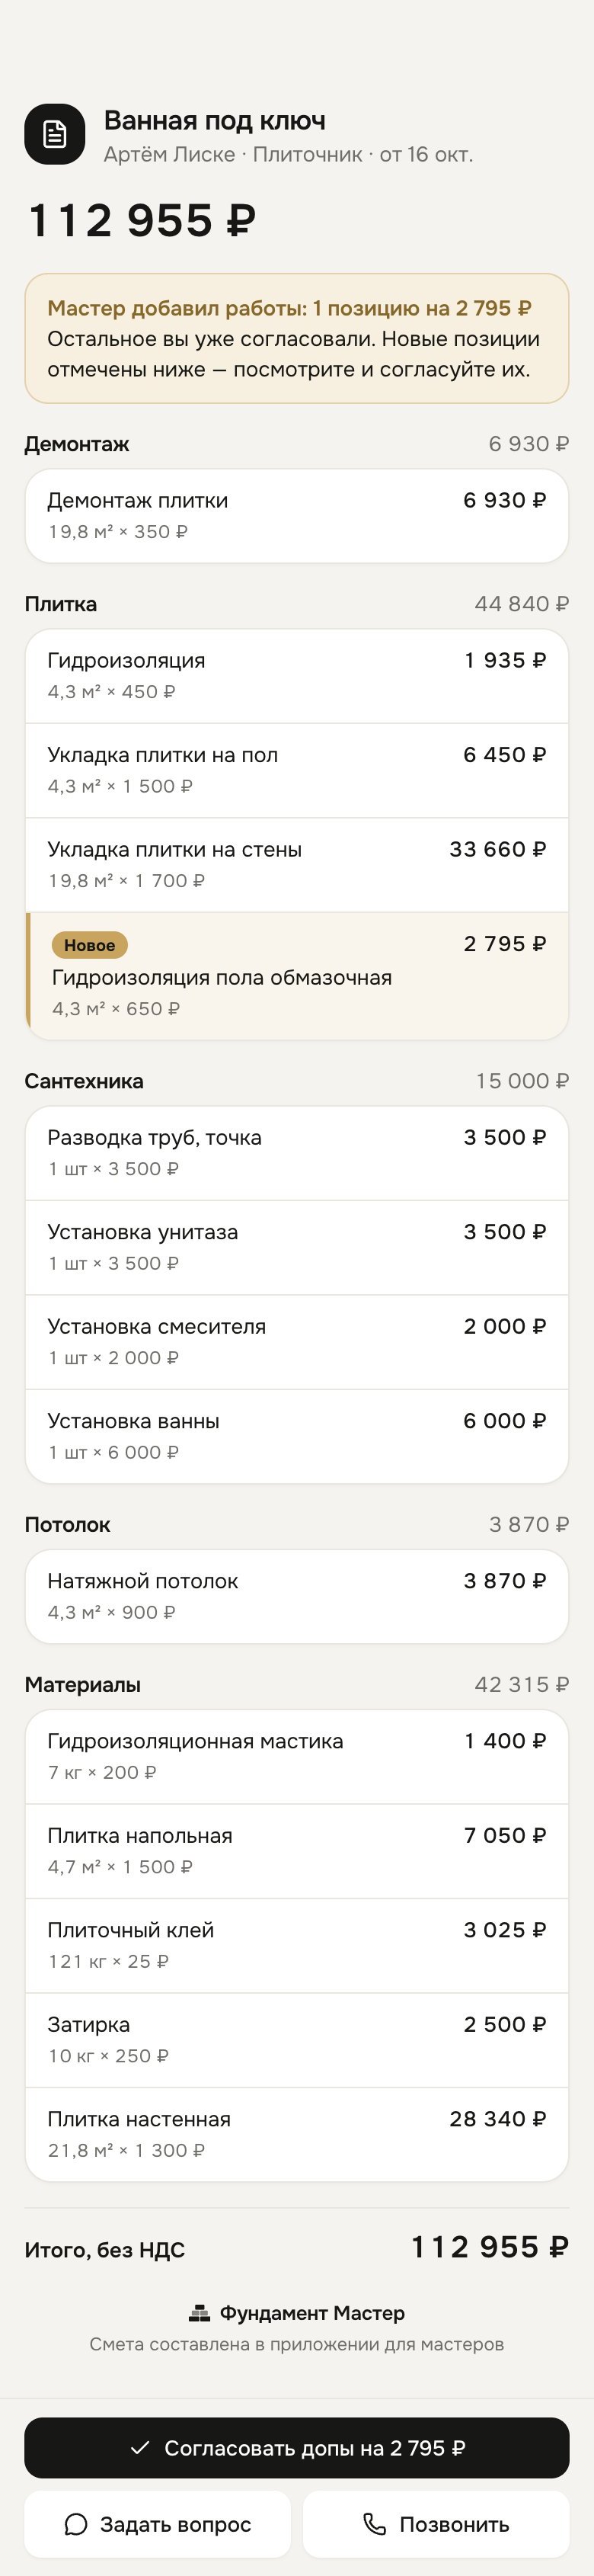 Ванная под ключ
Артём Лиске · Плиточник · от 16 окт.
112 955 ₽
Мастер добавил работы: 1 позицию на 2 795 ₽
Остальное вы уже согласовали. Новые позиции
отмечены ниже — посмотрите и согласуйте их.
Демонтаж 6 930 ₽
Демонтаж плитки 6 930 ₽
19,8 м² × 350 ₽
Плитка 44 840 ₽
Гидроизоляция 1 935 ₽
4,3 м² × 450 ₽
Укладка плитки на пол 6 450 ₽
4,3 м² × 1 500 ₽
Укладка плитки на стены 33 660 ₽
19,8 м² × 1 700 ₽
Новое 2 795 ₽
Гидроизоляция пола обмазочная
4,3 м² × 650 ₽
Сантехника 15 000 ₽
Разводка труб, точка 3 500 ₽
1 шт × 3 500 ₽
Установка унитаза 3 500 ₽
1 шт × 3 500 ₽
Установка смесителя 2 000 ₽
1 шт × 2 000 ₽
Установка ванны 6 000 ₽
1 шт × 6 000 ₽
Потолок 3 870 ₽
Натяжной потолок 3 870 ₽
4,3 м² × 900 ₽
Материалы 42 315 ₽
Гидроизоляционная мастика 1 400 ₽
7 кг × 200 ₽
Плитка напольная 7 050 ₽
4,7 м² × 1 500 ₽
Плиточный клей 3 025 ₽
121 кг × 25 ₽
Затирка 2 500 ₽
10 кг × 250 ₽
Плитка настенная 28 340 ₽
21,8 м² × 1 300 ₽
Итого, без НДС 112 955 ₽
Фундамент Мастер
Смета составлена в приложении для мастеров
Согласовать допы на 2 795 ₽
Задать вопрос Позвонить